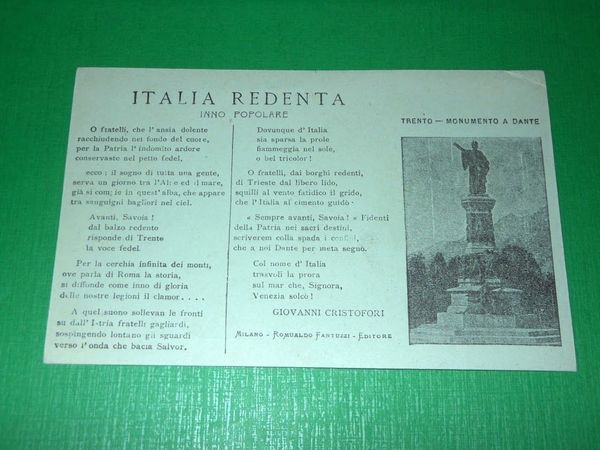 ITALIA REDENTA
INNO POPOLARE
O fratelli, che l'ansia dolente
racchiudendo nel fondo del cuore,
per la Patria l'indomito ardore
conservaste nel petto fedel,
ecco: il sogno di tutta una gente,
serva un giorno tra l'Alpe ed il mare,
già si compie in quest'alba, che appare
tra sanguigni bagliori nel ciel.
Avanti, Savoia!
dal balzo redento
risponde di Trento
la voce fedel.
Per la cerchia infinita dei monti,
ove parla di Roma la storia,
si diffonde come inno di gloria
delle nostre legioni il clamor....
A quel suono sollevan le fronti
su dall'Istria fratelli gagliardi,
sospingendo lontano gli sguardi
verso l'onda che bacia Salvor.
Dovunque d'Italia
sia sparsa la prole
fiammeggia nel sole,
o bel tricolor!
O fratelli, dai borghi redenti,
di Trieste dal libero lido,
squilli al vento fatidico il grido,
che l'Italia al cimento guidò:
« Sempre avanti, Savoia! » Fidenti
della Patria nei sacri destini,
scriverem colla spada i confini,
che a noi Dante per meta segnò.
Col nome d'Italia
travoli la prora
sul mar che, Signora,
Venezia solcò!
GIOVANNI CRISTOFORI
MILANO - ROMUALDO FANTUZZI - EDITORE
TRENTO — MONUMENTO A DANTE